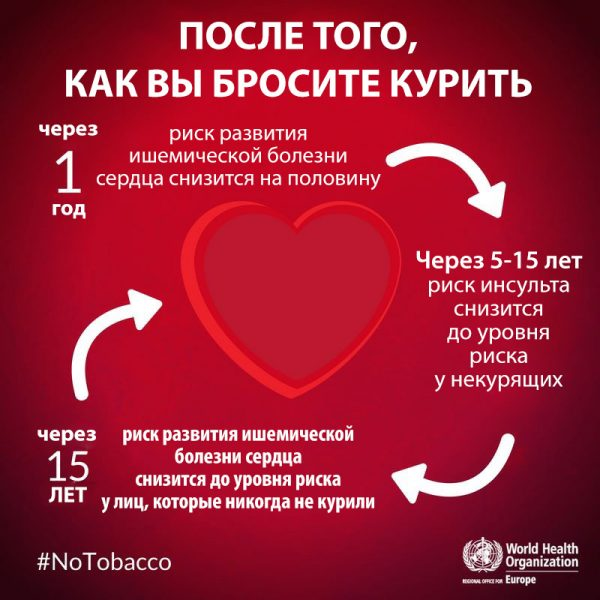 ПОСЛЕ ТОГО,
КАК ВЫ БРОСИТЕ КУРИТЬ
через
1
год
риск развития
ишемической болезни
сердца снизится на половину
Через 5-15 лет
риск инсульта
снизится
до уровня
риска
у некурящих
через
15
ЛЕТ
риск развития ишемической
болезни сердца
снизится до уровня риска
у лиц, которые никогда не курили
#NoTobacco
World Health
Organization
REGIONAL OFFICE FOR Europe